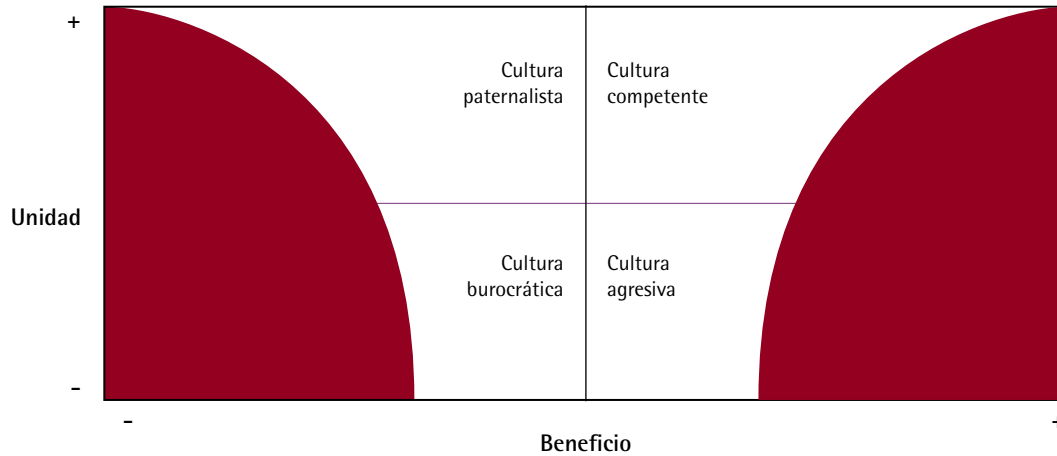 +
Cultura
paternalista
Cultura
competente
Unidad
Cultura
burocrática
Cultura
agresiva
-
-
+
Beneficio